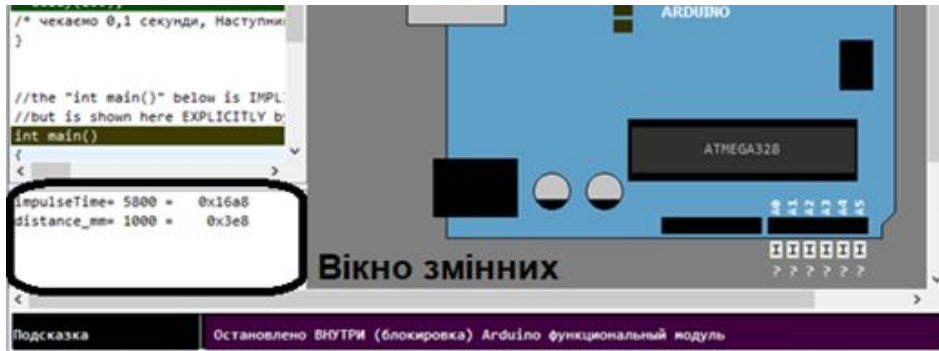 /* чекаємо 0,1 секунди, Наступни
}
//the "int main()" below is IMPL
//but is shown here EXPLICITLY b
int main()
{
impulseTime= 5800 = 0x16a8
distance_mm= 1000 = 0x3e8
ARDUINO
ATMEGA328
A0 A1 A2 A3 A4 A5
I I I I I I
? ? ? ? ? ?
Вікно змінних
Подсказка
Остановлено ВНУТРИ (блокировка) Arduino функциональный модуль